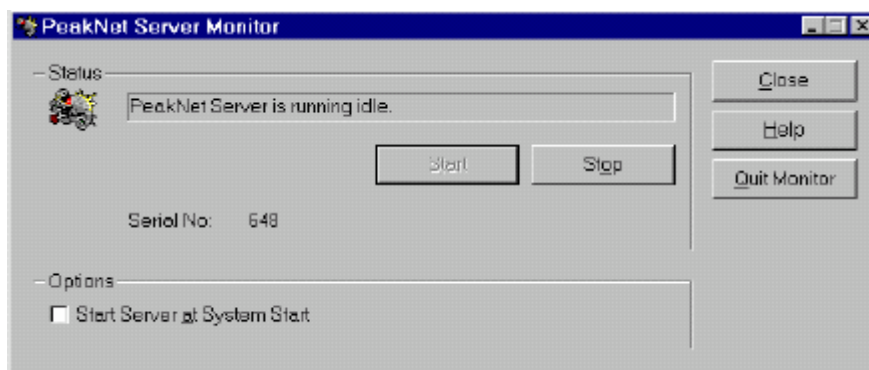 PeakNet Server Monitor
Status
PeakNet Server is running idle.
Start
Stop
Serial No: 648
Options
Start Server at System Start
Close
Help
Quit Monitor